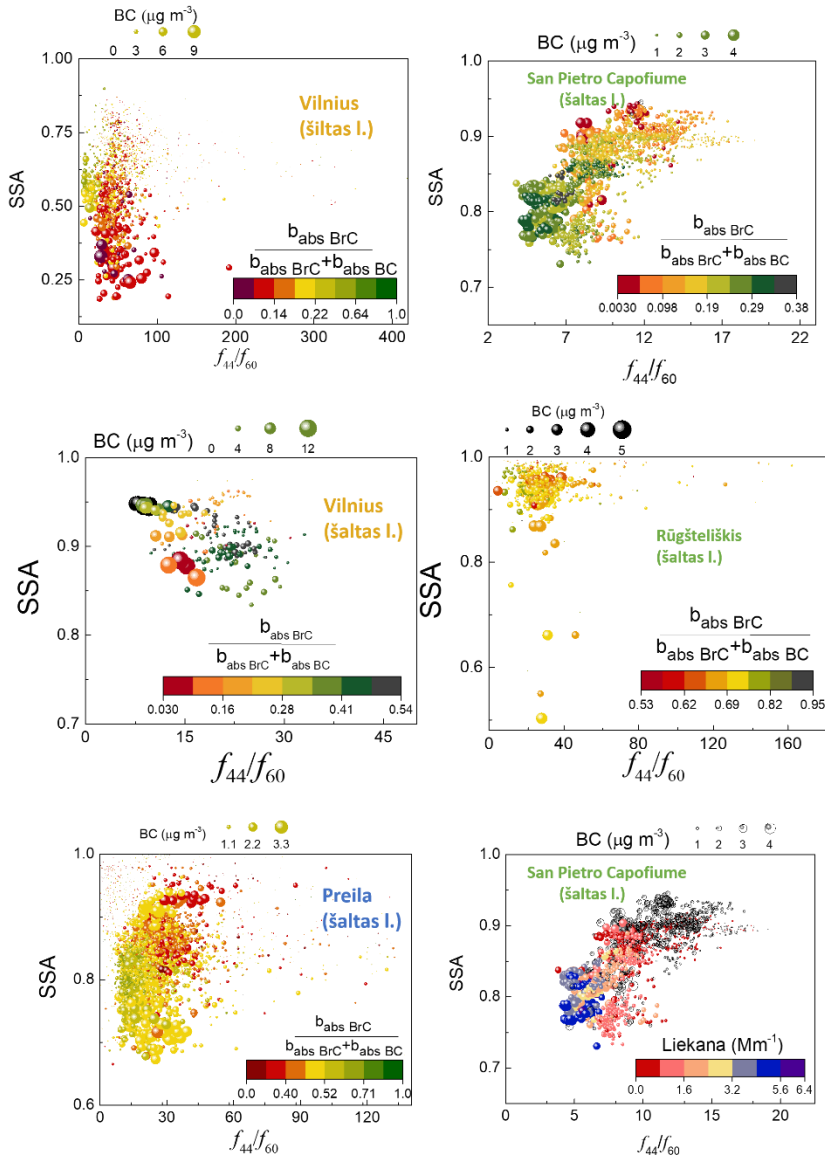 BC (μg m⁻³)
0 3 6 9
1.00
0.75
0.50
0.25
SSA
Vilnius
(šiltas l.)
b_abs BrC
b_abs BrC+b_abs BC
0.0 0.14 0.22 0.64 1.0
0 100 200 300 400
f₄₄/f₆₀
BC (μg m⁻³)
1 2 3 4
1.0
0.9
0.8
0.7
SSA
San Pietro Capofiume
(šaltas l.)
b_abs BrC
b_abs BrC+b_abs BC
0.0030 0.098 0.19 0.29 0.38
2 7 12 17 22
f₄₄/f₆₀
BC (μg m⁻³)
0 4 8 12
1.0
0.9
0.8
0.7
SSA
Vilnius
(šaltas l.)
b_abs BrC
b_abs BrC+b_abs BC
0.030 0.16 0.28 0.41 0.54
0 15 30 45
f₄₄/f₆₀
BC (μg m⁻³)
1 2 3 4 5
1.0
0.9
0.8
0.7
0.6
SSA
Rūgšteliškis
(šaltas l.)
b_abs BrC
b_abs BrC+b_abs BC
0.53 0.62 0.69 0.82 0.95
0 40 80 120 160
f₄₄/f₆₀
BC (μg m⁻³)
1.1 2.2 3.3
1.0
0.9
0.8
0.7
0.6
SSA
Preila
(šaltas l.)
b_abs BrC
b_abs BrC+b_abs BC
0.0 0.40 0.52 0.71 1.0
0 30 60 90 120
f₄₄/f₆₀
BC (μg m⁻³)
1 2 3 4
1.0
0.9
0.8
0.7
SSA
San Pietro Capofiume
(šaltas l.)
Liekana (Mm⁻¹)
0.0 1.6 3.2 5.6 6.4
0 5 10 15 20
f₄₄/f₆₀